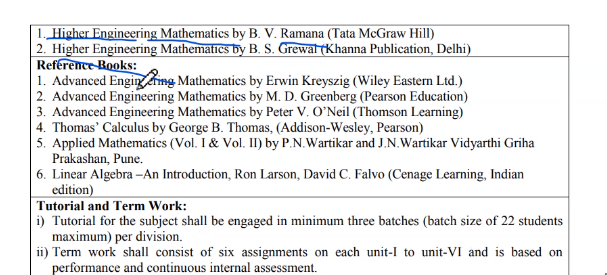 1. Higher Engineering Mathematics by B. V. Ramana (Tata McGraw Hill)
2. Higher Engineering Mathematics by B. S. Grewal (Khanna Publication, Delhi)
Reference Books:
1. Advanced Engineering Mathematics by Erwin Kreyszig (Wiley Eastern Ltd.)
2. Advanced Engineering Mathematics by M. D. Greenberg (Pearson Education)
3. Advanced Engineering Mathematics by Peter V. O’Neil (Thomson Learning)
4. Thomas’ Calculus by George B. Thomas, (Addison-Wesley, Pearson)
5. Applied Mathematics (Vol. I & Vol. II) by P.N.Wartikar and J.N.Wartikar Vidyarthi Griha
Prakashan, Pune.
6. Linear Algebra –An Introduction, Ron Larson, David C. Falvo (Cenage Learning, Indian
edition)
Tutorial and Term Work:
i) Tutorial for the subject shall be engaged in minimum three batches (batch size of 22 students
maximum) per division.
ii) Term work shall consist of six assignments on each unit-I to unit-VI and is based on
performance and continuous internal assessment.